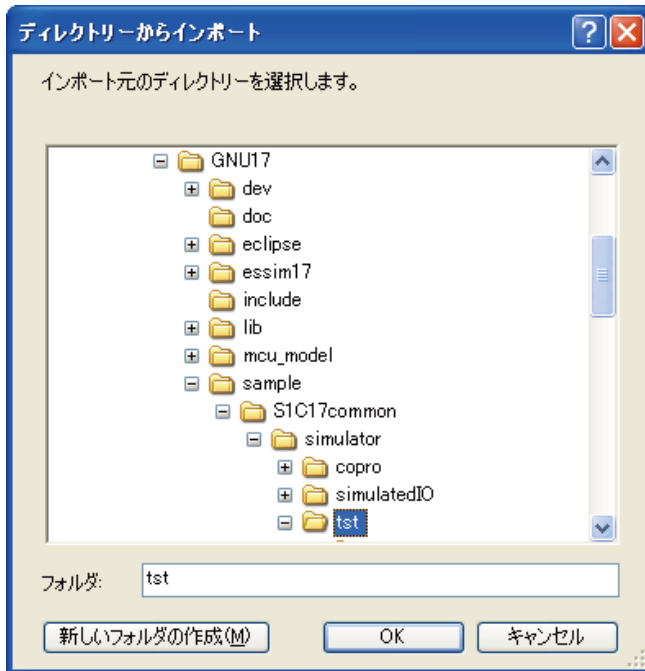 ディレクトリーからインポート
インポート元のディレクトリーを選択します。
GNU17
dev
doc
eclipse
essim17
include
lib
mcu_model
sample
S1C17common
simulator
copro
simulatedIO
tst
フォルダ: tst
新しいフォルダの作成(M) OK キャンセル